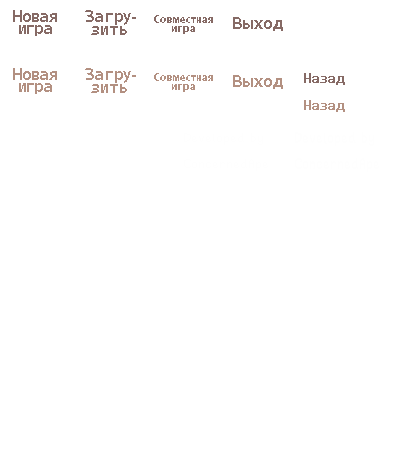 Новая
игра
Загру-
зить
Совместная
игра
Выход
Новая
игра
Загру-
зить
Совместная
игра
Выход
Назад
Назад